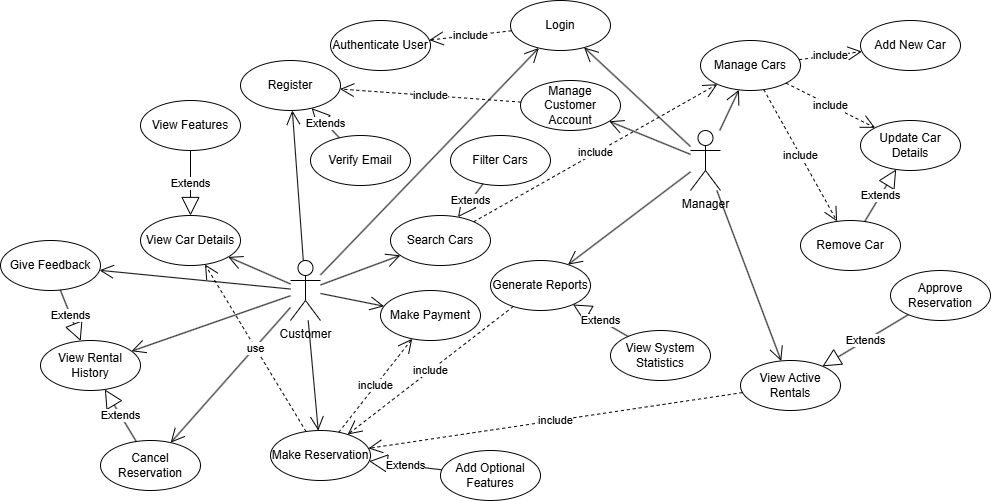 Login
Authenticate User
include
Manage Cars
include
Add New Car
Register
include
Manage
Customer
Account
include
Extends
View Features
Verify Email
Filter Cars
include
include
Update Car
Details
Extends
Extends
Extends
Manager
View Car Details
Search Cars
Remove Car
Give Feedback
Generate Reports
Approve
Reservation
Extends
Customer
Make Payment
Extends
Extends
use
View Rental
History
include
include
View System
Statistics
View Active
Rentals
Extends
include
Cancel
Reservation
Make Reservation
Extends
Add Optional
Features